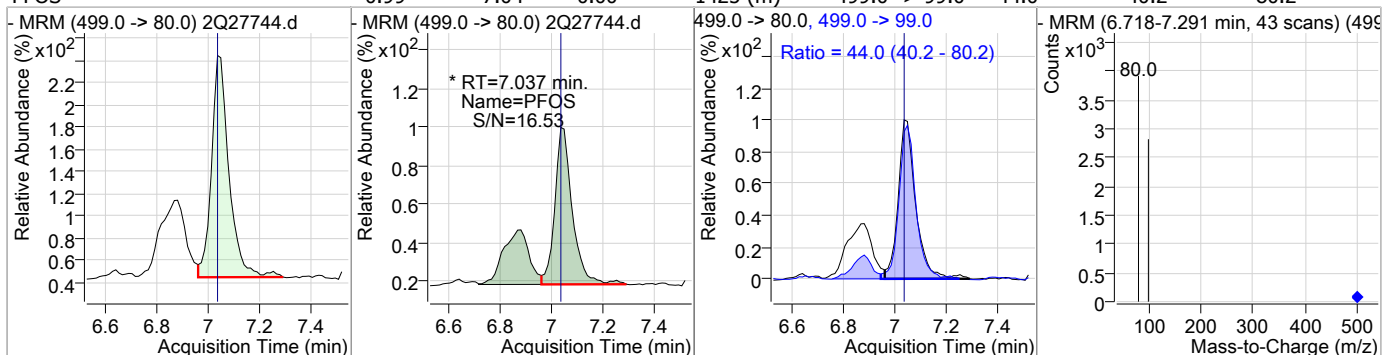 - MRM (499.0 -> 80.0) 2Q27744.d
Relative Abundance (%)
x10²
2.2
2
1.8
1.6
1.4
1.2
1
0.8
0.6
0.4
6.6 6.8 7 7.2 7.4
Acquisition Time (min)
- MRM (499.0 -> 80.0) 2Q27744.d
Relative Abundance (%)
x10²
* RT=7.037 min.
Name=PFOS
S/N=16.53
1.2
1
0.8
0.6
0.4
0.2
6.6 6.8 7 7.2 7.4
Acquisition Time (min)
499.0 -> 80.0, 499.0 -> 99.0
Relative Abundance (%)
x10²
Ratio = 44.0 (40.2 - 80.2)
1.2
1
0.8
0.6
0.4
0.2
0
6.6 6.8 7 7.2 7.4
Acquisition Time (min)
- MRM (6.718-7.291 min, 43 scans) (499
Counts
x10³
80.0
3.5
3
2.5
2
1.5
1
0.5
0
100 200 300 400 500
Mass-to-Charge (m/z)